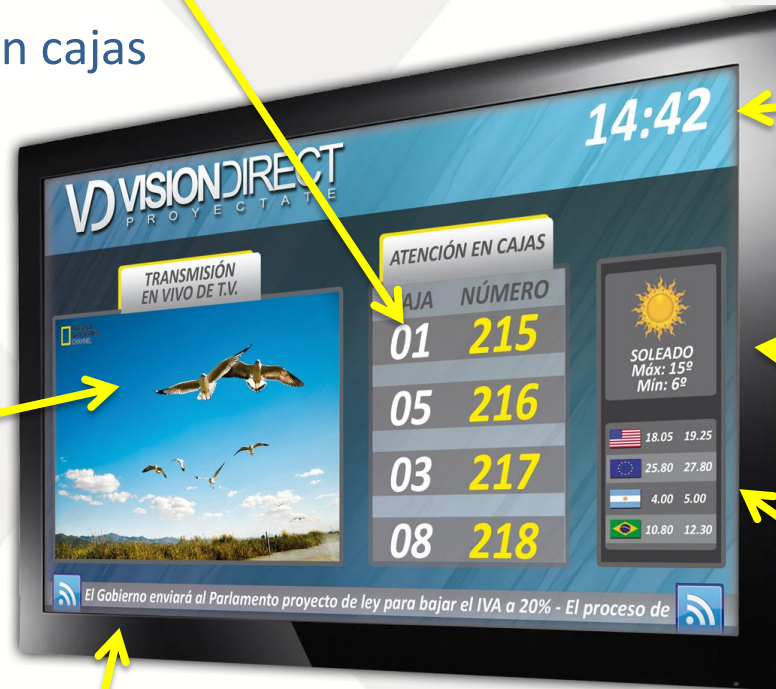 n cajas
14:42
VD VISIONDIRECT
PROYECTATE
TRANSMISIÓN
EN VIVO DE T.V.
NATIONAL
GEOGRAPHIC
CHANNEL
ATENCIÓN EN CAJAS
AJA NÚMERO
01 215
05 216
03 217
08 218
SOLEADO
Máx: 15º
Mín: 6º
18.05 19.25
25.80 27.80
4.00 5.00
10.80 12.30
El Gobierno enviará al Parlamento proyecto de ley para bajar el IVA a 20% - El proceso de